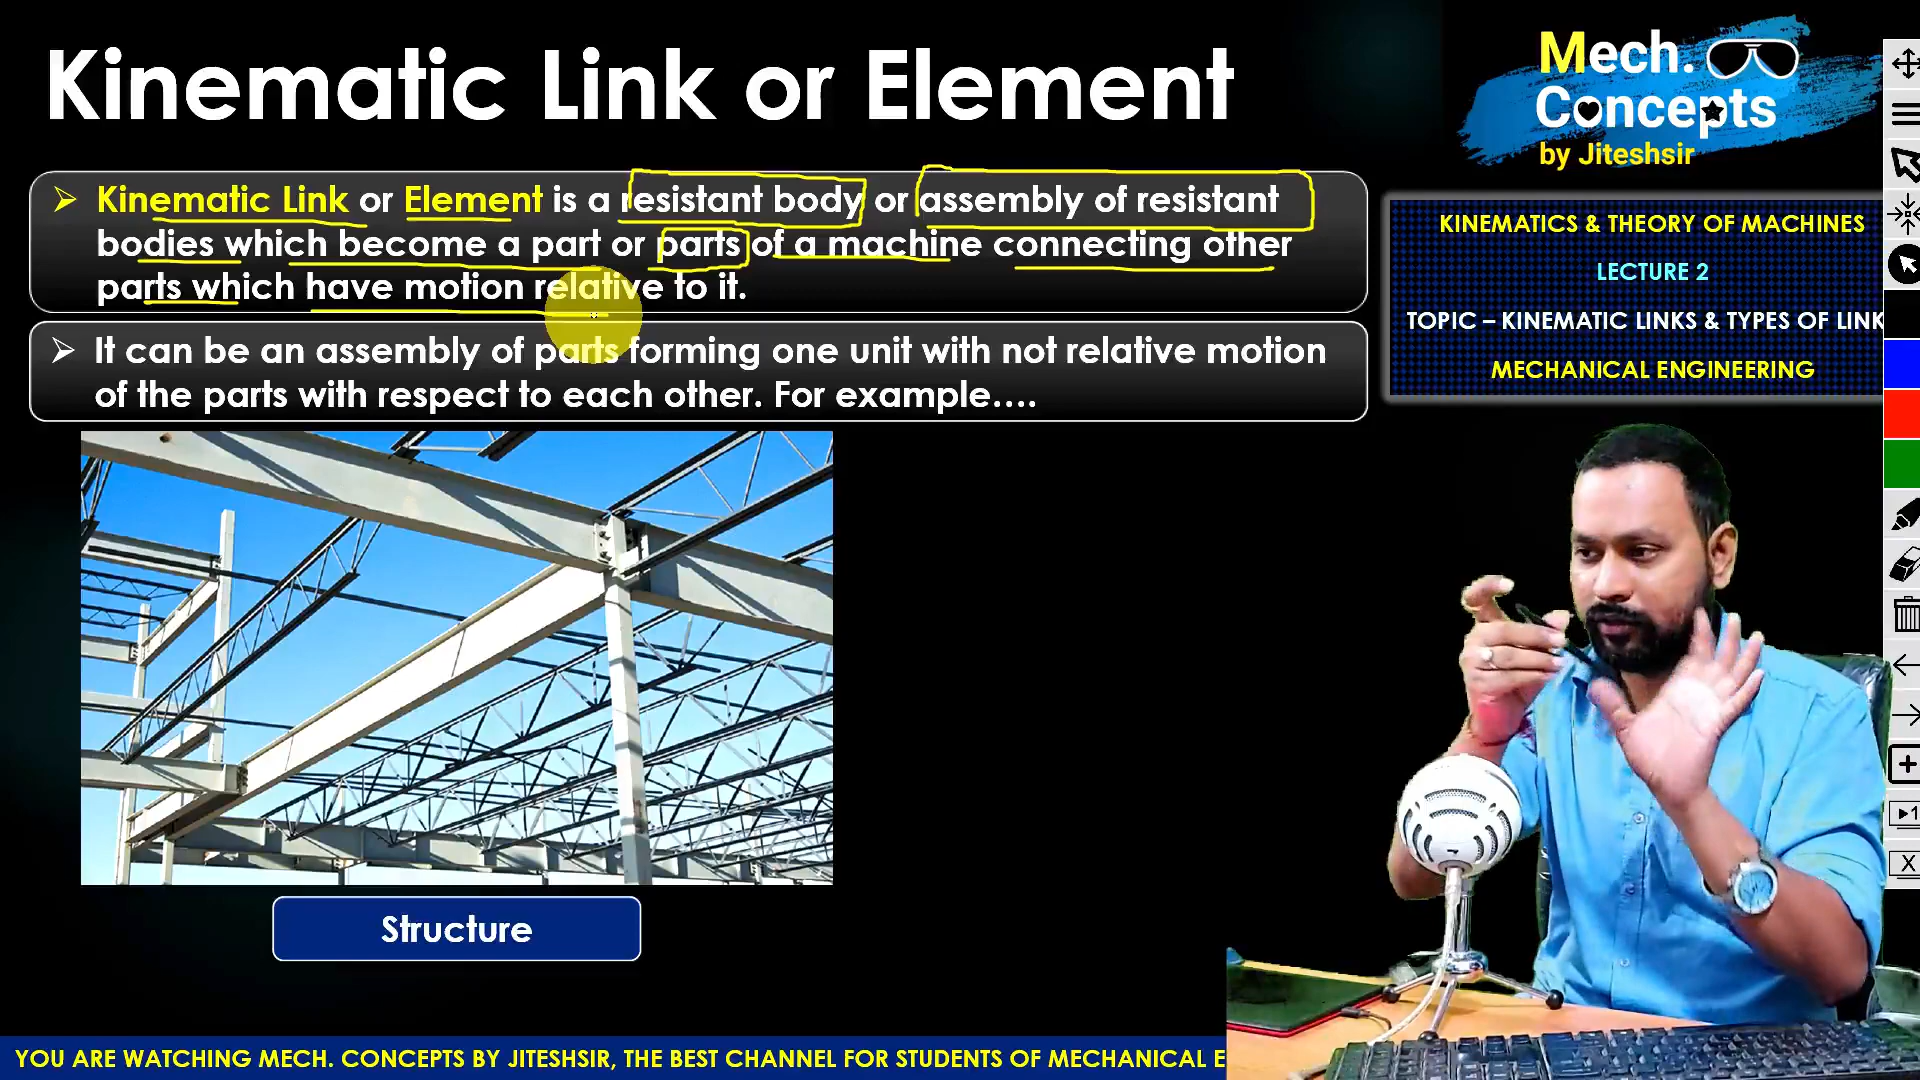 Kinematic Link or Element
Mech.
Concepts
by Jiteshsir
➢ Kinematic Link or Element is a resistant body or assembly of resistant
bodies which become a part or parts of a machine connecting other
parts which have motion relative to it.
➢ It can be an assembly of parts forming one unit with not relative motion
of the parts with respect to each other. For example....
KINEMATICS & THEORY OF MACHINES
LECTURE 2
TOPIC – KINEMATIC LINKS & TYPES OF LINK
MECHANICAL ENGINEERING
Structure
1
X
YOU ARE WATCHING MECH. CONCEPTS BY JITESHSIR, THE BEST CHANNEL FOR STUDENTS OF MECHANICAL E